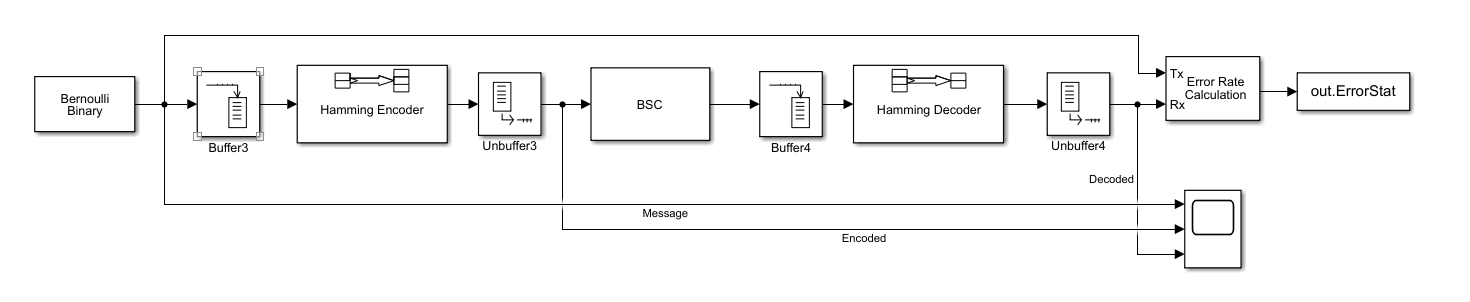 Bernoulli
Binary
Buffer3
Hamming Encoder
Unbuffer3
BSC
Buffer4
Hamming Decoder
Unbuffer4
Tx
Rx
Error Rate
Calculation
out.ErrorStat
Decoded
Message
Encoded